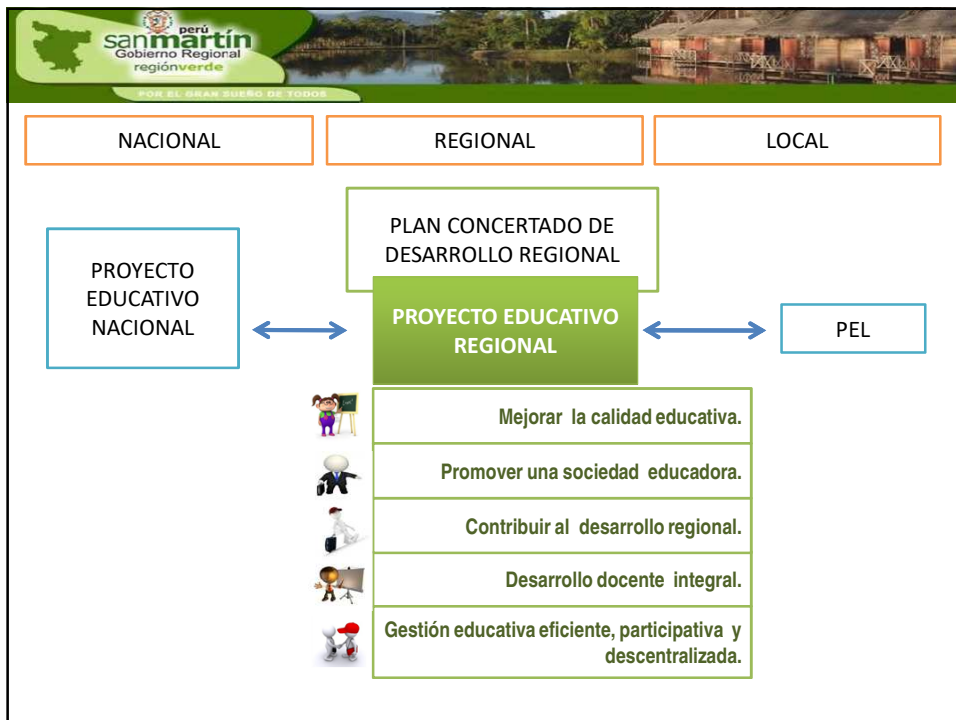 perú
sanmartín
Gobierno Regional
regiónverde
POR EL GRAN SUEÑO DE TODOS
NACIONAL
REGIONAL
LOCAL
PLAN CONCERTADO DE
DESARROLLO REGIONAL
PROYECTO
EDUCATIVO
NACIONAL
PROYECTO EDUCATIVO
REGIONAL
PEL
Mejorar la calidad educativa.
Promover una sociedad educadora.
Contribuir al desarrollo regional.
Desarrollo docente integral.
Gestión educativa eficiente, participativa y
descentralizada.